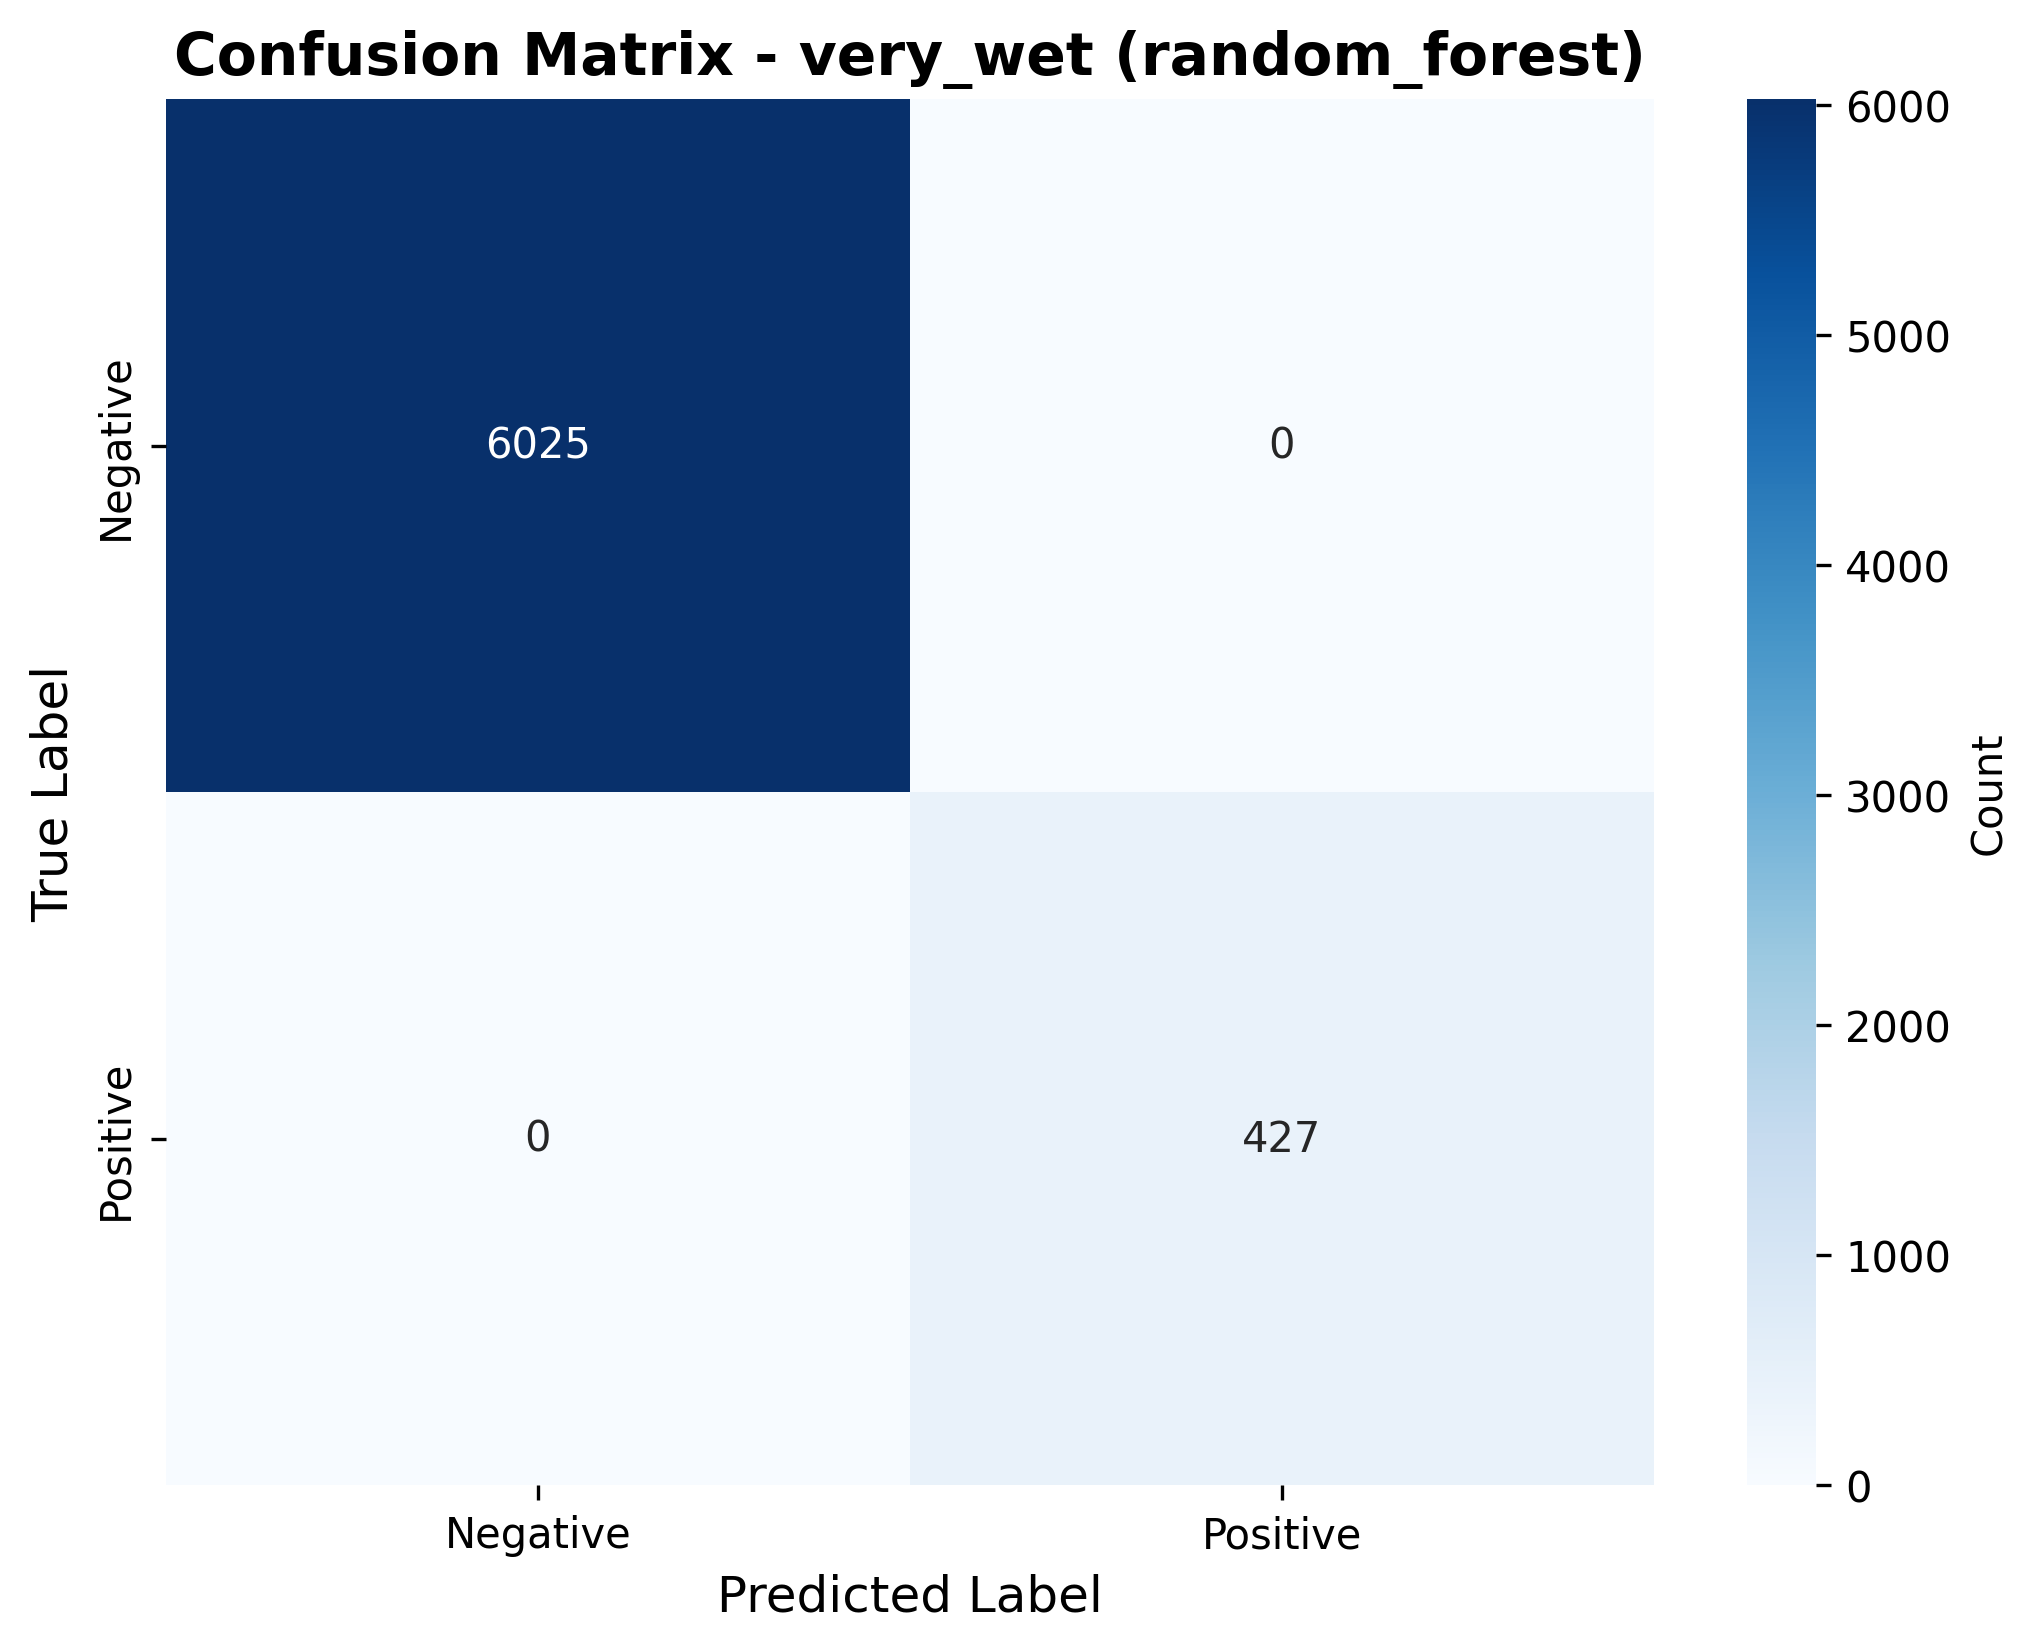 Confusion Matrix - very_wet (random_forest)
True Label
Negative
Positive
6025
0
0
427
Negative
Positive
Predicted Label
6000
5000
4000
3000
2000
1000
0
Count